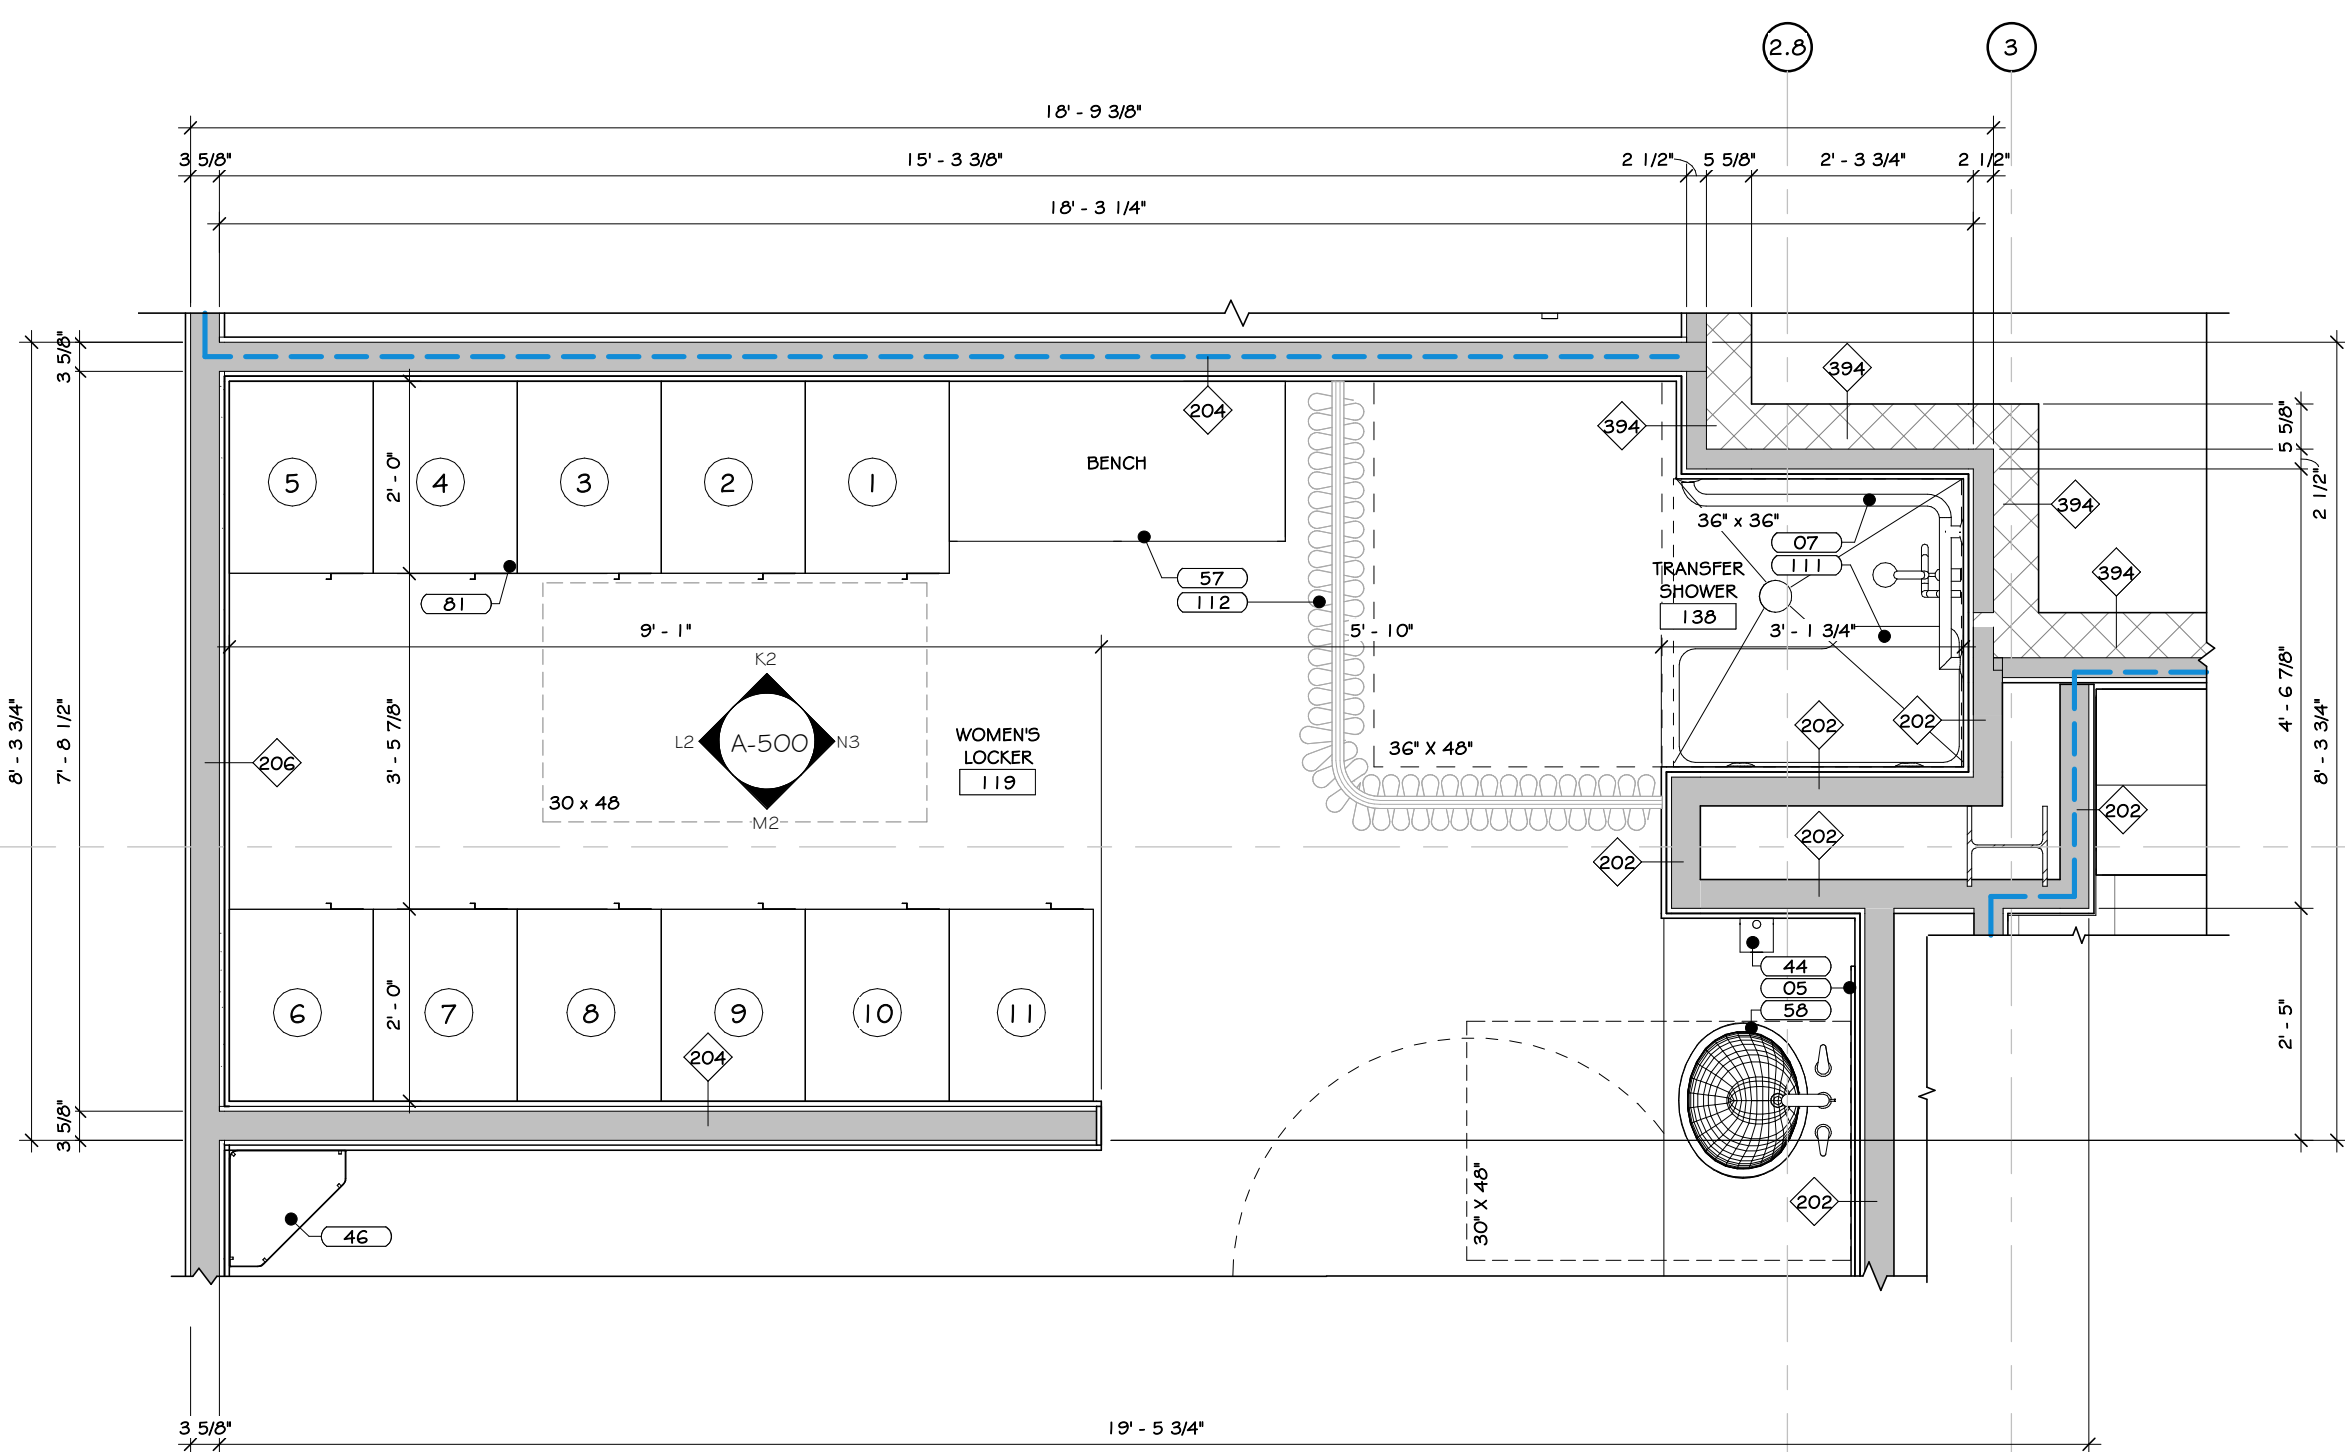 2.8
3
18' - 9 3/8"
3 5/8"
15' - 3 3/8"
2 1/2"
5 5/8"
2' - 3 3/4"
2 1/2"
18' - 3 1/4"
3 5/8"
394
204
394
5 5/8"
BENCH
5
2' - 0"
4
3
2
1
2 1/2"
394
36" x 36"
07
111
TRANSFER
SHOWER
138
394
57
112
81
9' - 1"
5' - 10"
3' - 1 3/4"
K2
L2
A-500
N3
M2
8' - 3 3/4"
7' - 8 1/2"
3' - 5 7/8"
206
WOMEN'S
LOCKER
119
36" X 48"
30 x 48
202
202
4' - 6 7/8"
8' - 3 3/4"
202
202
202
44
05
58
6
2' - 0"
7
8
9
10
11
204
2' - 5"
3 5/8"
30" X 48"
202
46
3 5/8"
19' - 5 3/4"